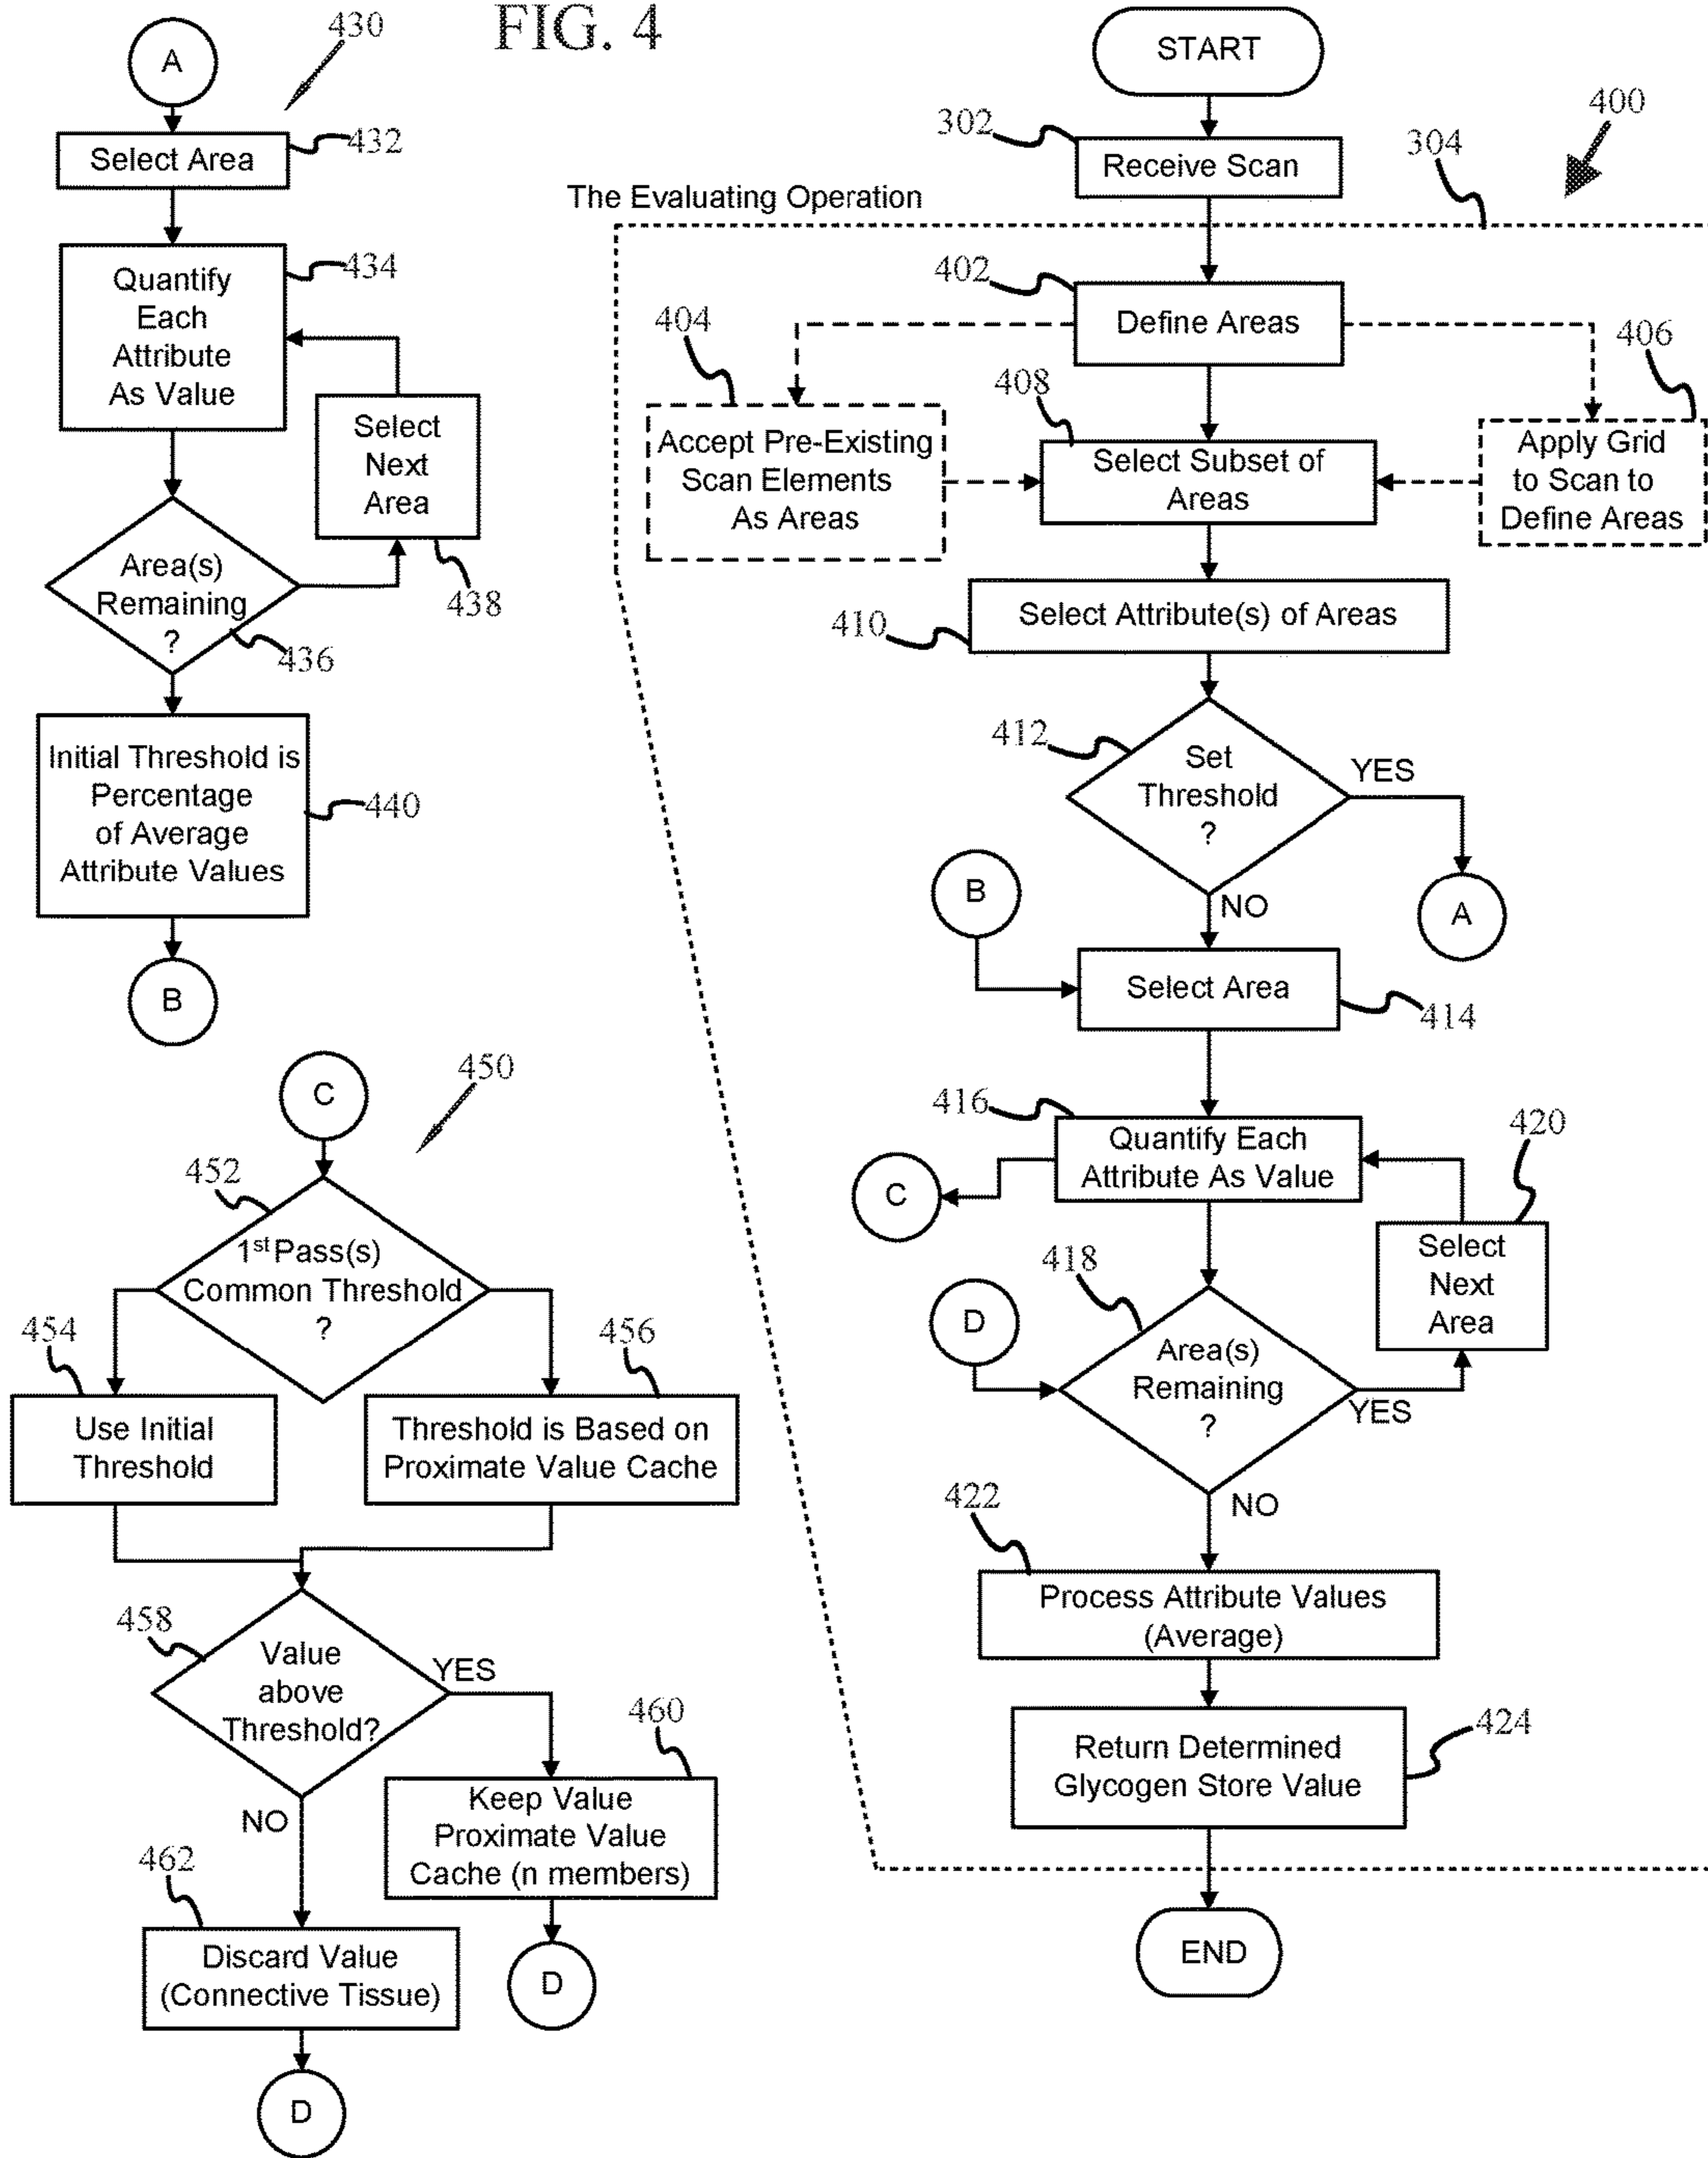 FIG. 4
A
430
Select Area
432
Quantify
Each
Attribute
As Value
434
Select
Next
Area
438
Area(s)
Remaining
?
436
Initial Threshold is
Percentage
of Average
Attribute Values
440
B
C
450
452
1st Pass(s)
Common Threshold
?
454
Use Initial
Threshold
456
Threshold is Based on
Proximate Value Cache
458
Value
above
Threshold?
YES
NO
460
Keep Value
Proximate Value
Cache (n members)
D
462
Discard Value
(Connective Tissue)
D
START
400
302
Receive Scan
304
The Evaluating Operation
402
Define Areas
404
Accept Pre-Existing
Scan Elements
As Areas
406
Apply Grid
to Scan to
Define Areas
408
Select Subset of
Areas
410
Select Attribute(s) of Areas
412
Set
Threshold
?
YES
A
NO
B
Select Area
414
416
Quantify Each
Attribute As Value
C
420
Select
Next
Area
418
D
Area(s)
Remaining
?
YES
NO
422
Process Attribute Values
(Average)
Return Determined
Glycogen Store Value
424
END